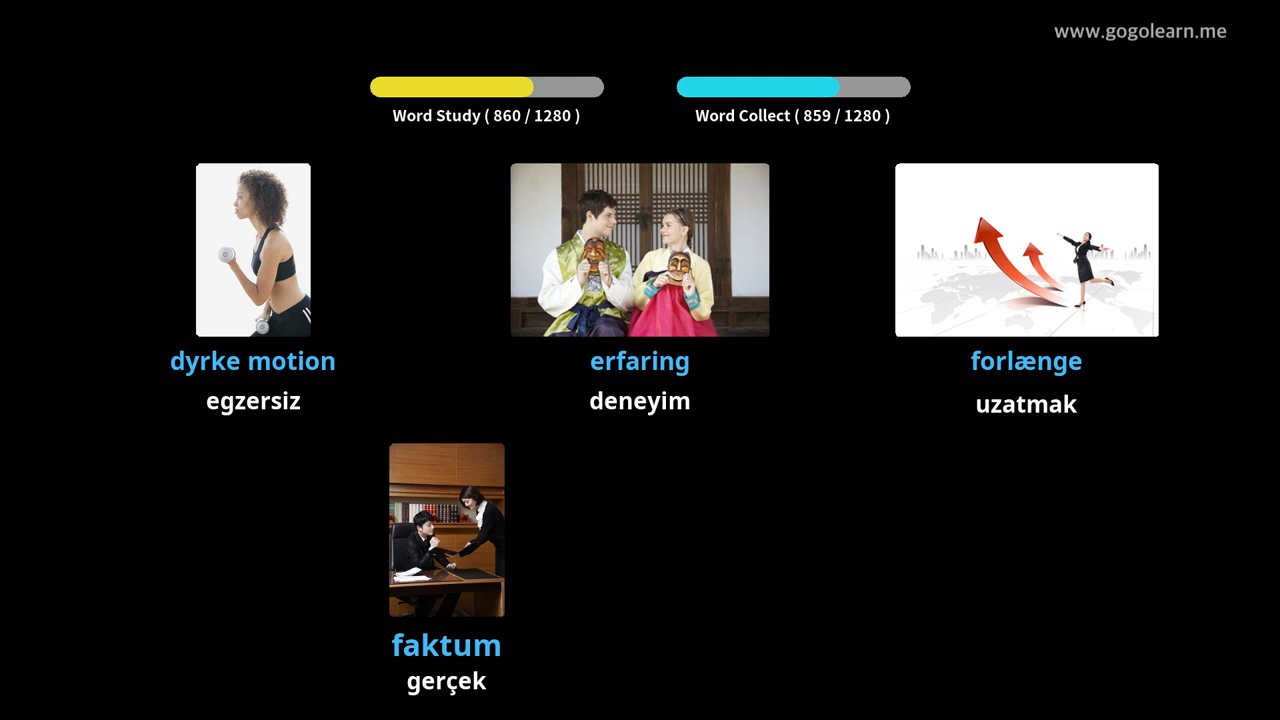 www.gogolearn.me
Word Study ( 860 / 1280 )
Word Collect ( 859 / 1280 )
dyrke motion
egzersiz
erfaring
deneyim
forlænge
uzatmak
faktum
gerçek